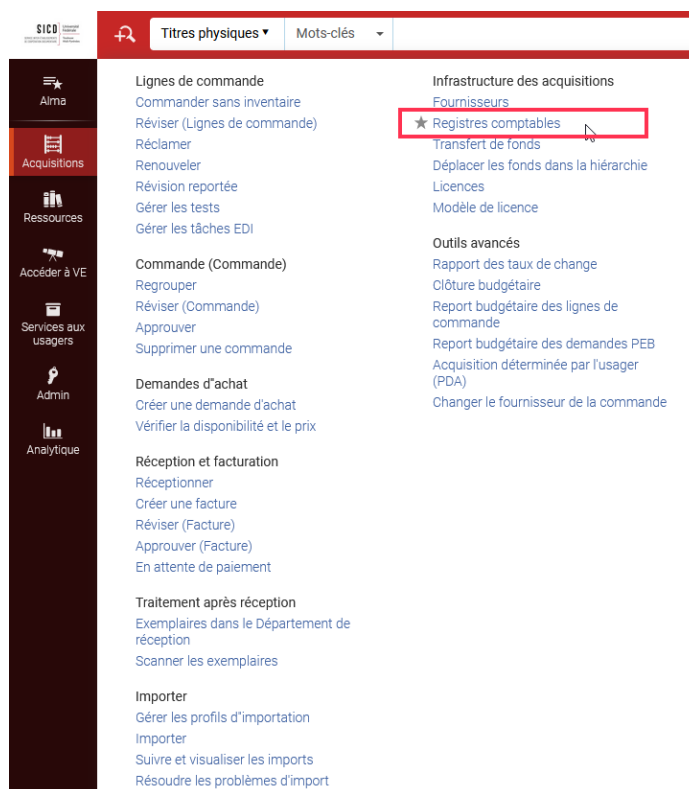 SICD
Titres physiques
Mots-clés
Alma
Acquisitions
Ressources
Accéder à VE
Services aux
usagers
Admin
Analytique
Lignes de commande
Commander sans inventaire
Réviser (Lignes de commande)
Réclamer
Renouveler
Révision reportée
Gérer les tests
Gérer les tâches EDI
Commande (Commande)
Regrouper
Réviser (Commande)
Approuver
Supprimer une commande
Demandes d"achat
Créer une demande d'achat
Vérifier la disponibilité et le prix
Réception et facturation
Réceptionner
Créer une facture
Réviser (Facture)
Approuver (Facture)
En attente de paiement
Traitement après réception
Exemplaires dans le Département de
réception
Scanner les exemplaires
Importer
Gérer les profils d"importation
Importer
Suivre et visualiser les imports
Résoudre les problèmes d'import
Infrastructure des acquisitions
Fournisseurs
Registres comptables
Transfert de fonds
Déplacer les fonds dans la hiérarchie
Licences
Modèle de licence
Outils avancés
Rapport des taux de change
Clôture budgétaire
Report budgétaire des lignes de
commande
Report budgétaire des demandes PEB
Acquisition déterminée par l'usager
(PDA)
Changer le fournisseur de la commande